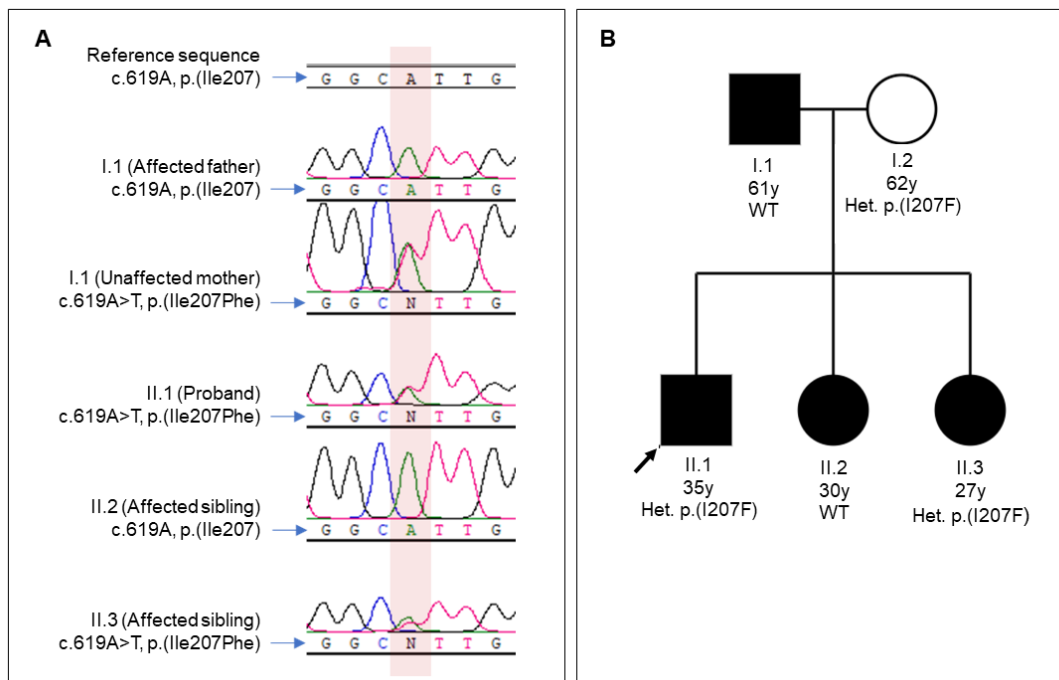 A
Reference sequence
c.619A, p.(Ile207)
G G C A T T G
I.1 (Affected father)
c.619A, p.(Ile207)
G G C A T T G
I.1 (Unaffected mother)
c.619A>T, p.(Ile207Phe)
G G C N T T G
II.1 (Proband)
c.619A>T, p.(Ile207Phe)
G G C N T T G
II.2 (Affected sibling)
c.619A, p.(Ile207)
G G C A T T G
II.3 (Affected sibling)
c.619A>T, p.(Ile207Phe)
G G C N T T G
B
I.1
61y
WT
I.2
62y
Het. p.(I207F)
II.1
35y
Het. p.(I207F)
II.2
30y
WT
II.3
27y
Het. p.(I207F)